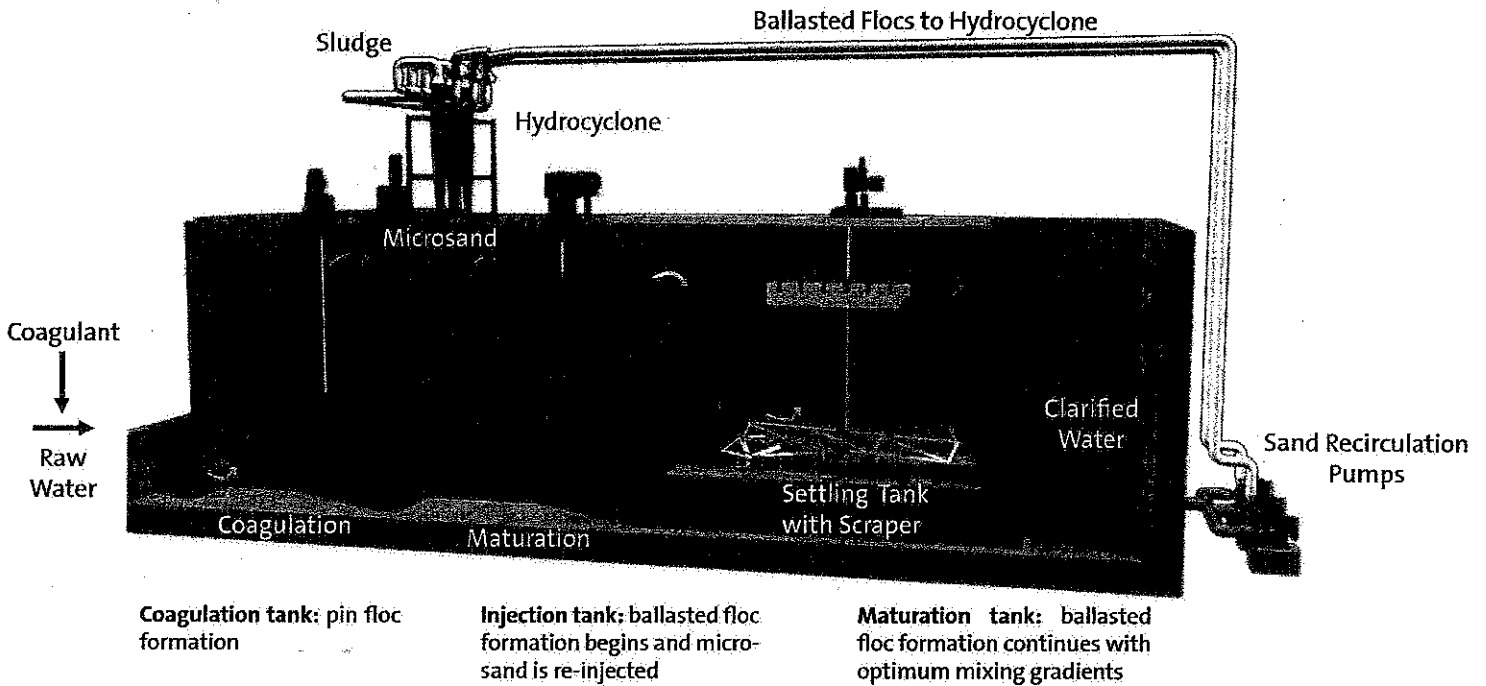 Ballasted Flocs to Hydrocyclone
Sludge
Hydrocyclone
Microsand
Coagulant
Raw
Water
Clarified
Water
Sand Recirculation
Pumps
Settling Tank
with Scraper
Coagulation
Maturation
Coagulation tank: pin floc
formation
Injection tank: ballasted floc
formation begins and micro-
sand is re-injected
Maturation tank: ballasted
floc formation continues with
optimum mixing gradients